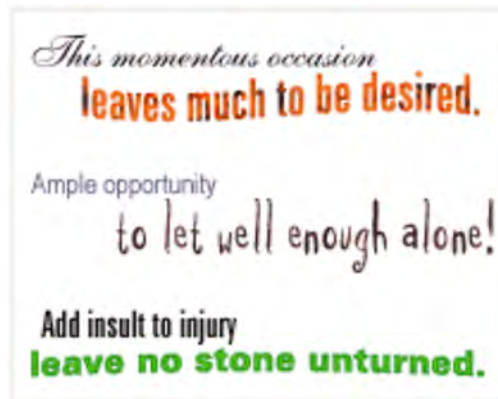 This momentous occasion
leaves much to be desired.
Ample opportunity
to let well enough alone!
Add insult to injury
leave no stone unturned.